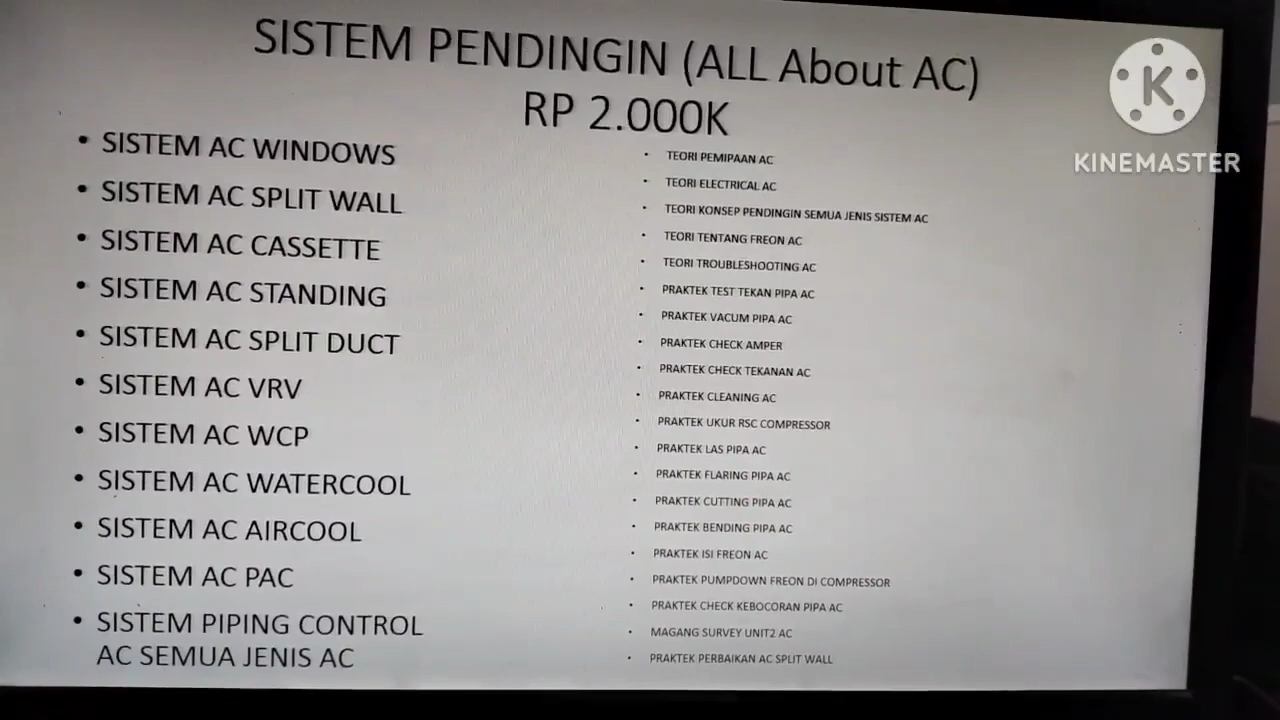 SISTEM PENDINGIN (ALL About AC)
RP 2.000K
• SISTEM AC WINDOWS
• SISTEM AC SPLIT WALL
• SISTEM AC CASSETTE
• SISTEM AC STANDING
• SISTEM AC SPLIT DUCT
• SISTEM AC VRV
• SISTEM AC WCP
• SISTEM AC WATERCOOL
• SISTEM AC AIRCOOL
• SISTEM AC PAC
• SISTEM PIPING CONTROL
AC SEMUA JENIS AC
• TEORI PEMIPAAN AC
• TEORI ELECTRICAL AC
• TEORI KONSEP PENDINGIN SEMUA JENIS SISTEM AC
• TEORI TENTANG FREON AC
• TEORI TROUBLESHOOTING AC
• PRAKTEK TEST TEKAN PIPA AC
• PRAKTEK VACUM PIPA AC
• PRAKTEK CHECK AMPER
• PRAKTEK CHECK TEKANAN AC
• PRAKTEK CLEANING AC
• PRAKTEK UKUR RSC COMPRESSOR
• PRAKTEK LAS PIPA AC
• PRAKTEK FLARING PIPA AC
• PRAKTEK CUTTING PIPA AC
• PRAKTEK BENDING PIPA AC
• PRAKTEK ISI FREON AC
• PRAKTEK PUMPDOWN FREON DI COMPRESSOR
• PRAKTEK CHECK KEBOCORAN PIPA AC
• MAGANG SURVEY UNIT2 AC
• PRAKTEK PERBAIKAN AC SPLIT WALL
K
KINEMASTER